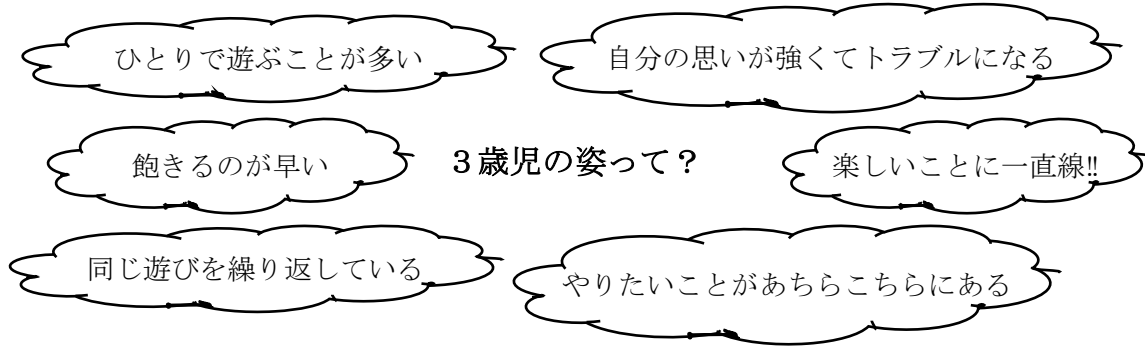 ひとりで遊ぶことが多い
自分の思いが強くてトラブルになる
飽きるのが早い
３歳児の姿って？
楽しいことに一直線‼
同じ遊びを繰り返している
やりたいことがあちらこちらにある